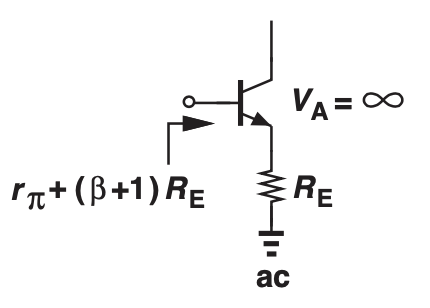 V_A = ∞
r_π + (β+1) R_E
R_E
ac